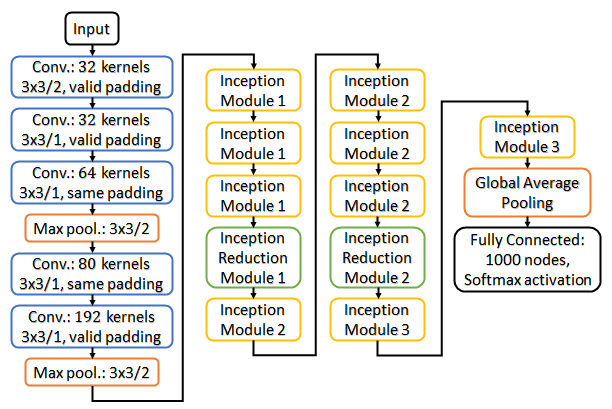 Input
Conv.: 32 kernels
3x3/2, valid padding
Conv.: 32 kernels
3x3/1, valid padding
Conv.: 64 kernels
3x3/1, same padding
Max pool.: 3x3/2
Conv.: 80 kernels
3x3/1, same padding
Conv.: 192 kernels
3x3/1, valid padding
Max pool.: 3x3/2
Inception
Module 1
Inception
Module 1
Inception
Module 1
Inception
Reduction
Module 1
Inception
Module 2
Inception
Module 2
Inception
Module 2
Inception
Module 2
Inception
Reduction
Module 2
Inception
Module 3
Inception
Module 3
Global Average
Pooling
Fully Connected:
1000 nodes,
Softmax activation